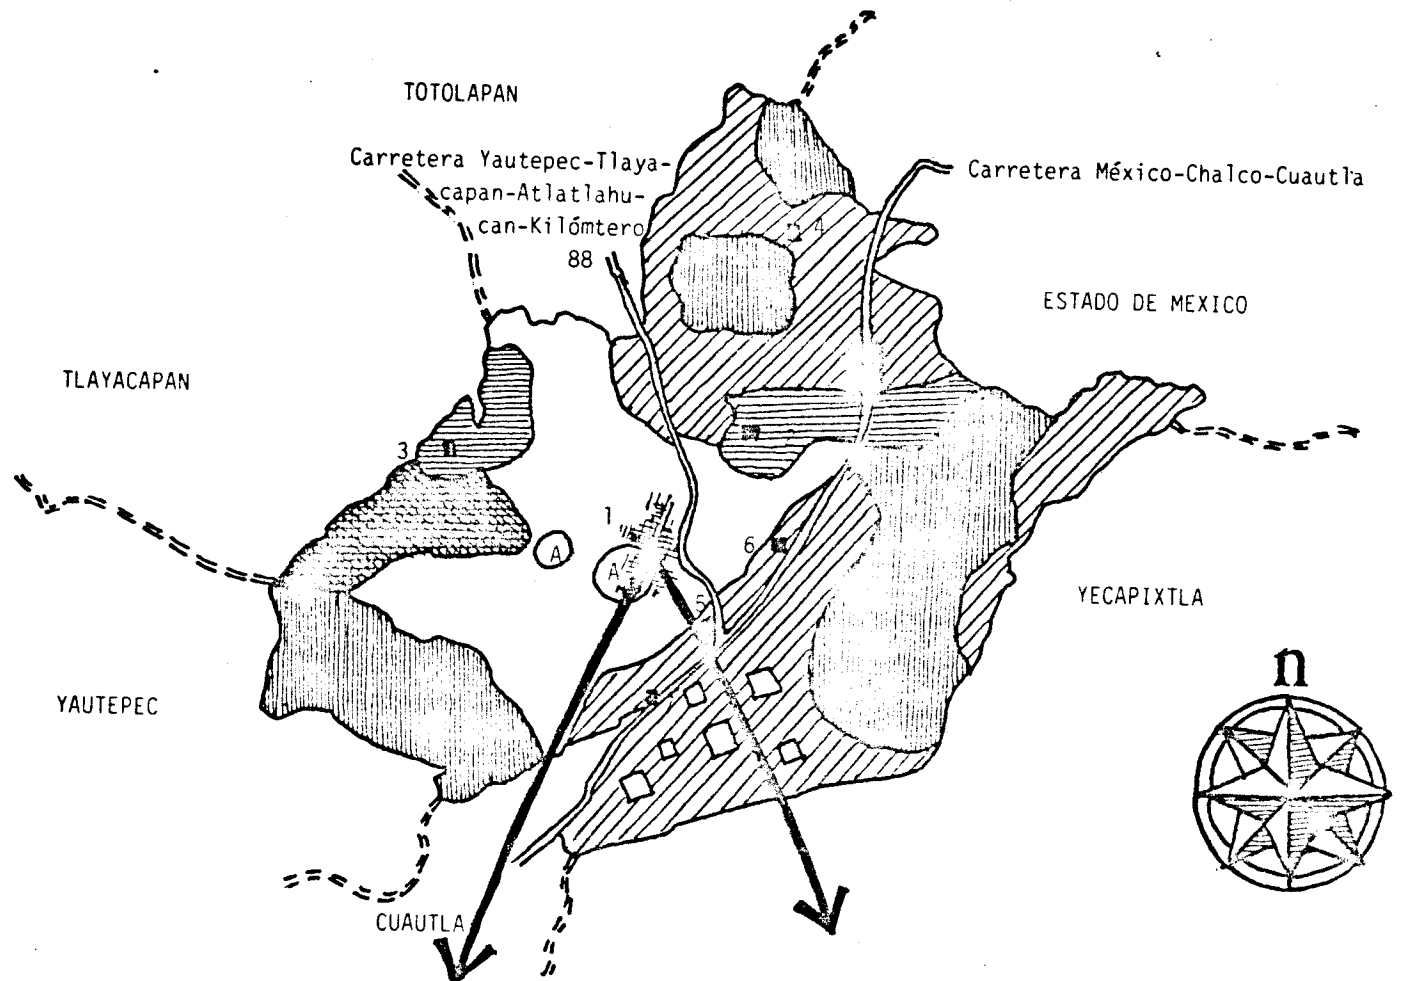 TOTOLAPAN
Carretera Yautepec-Tlaya-
capan-Atlatlahu-
can-Kilómtero
88
Carretera México-Chalco-Cuautla
4
ESTADO DE MEXICO
TLAYACAPAN
3
1
A
A
6
5
YECAPIXTLA
YAUTEPEC
n
CUAUTLA